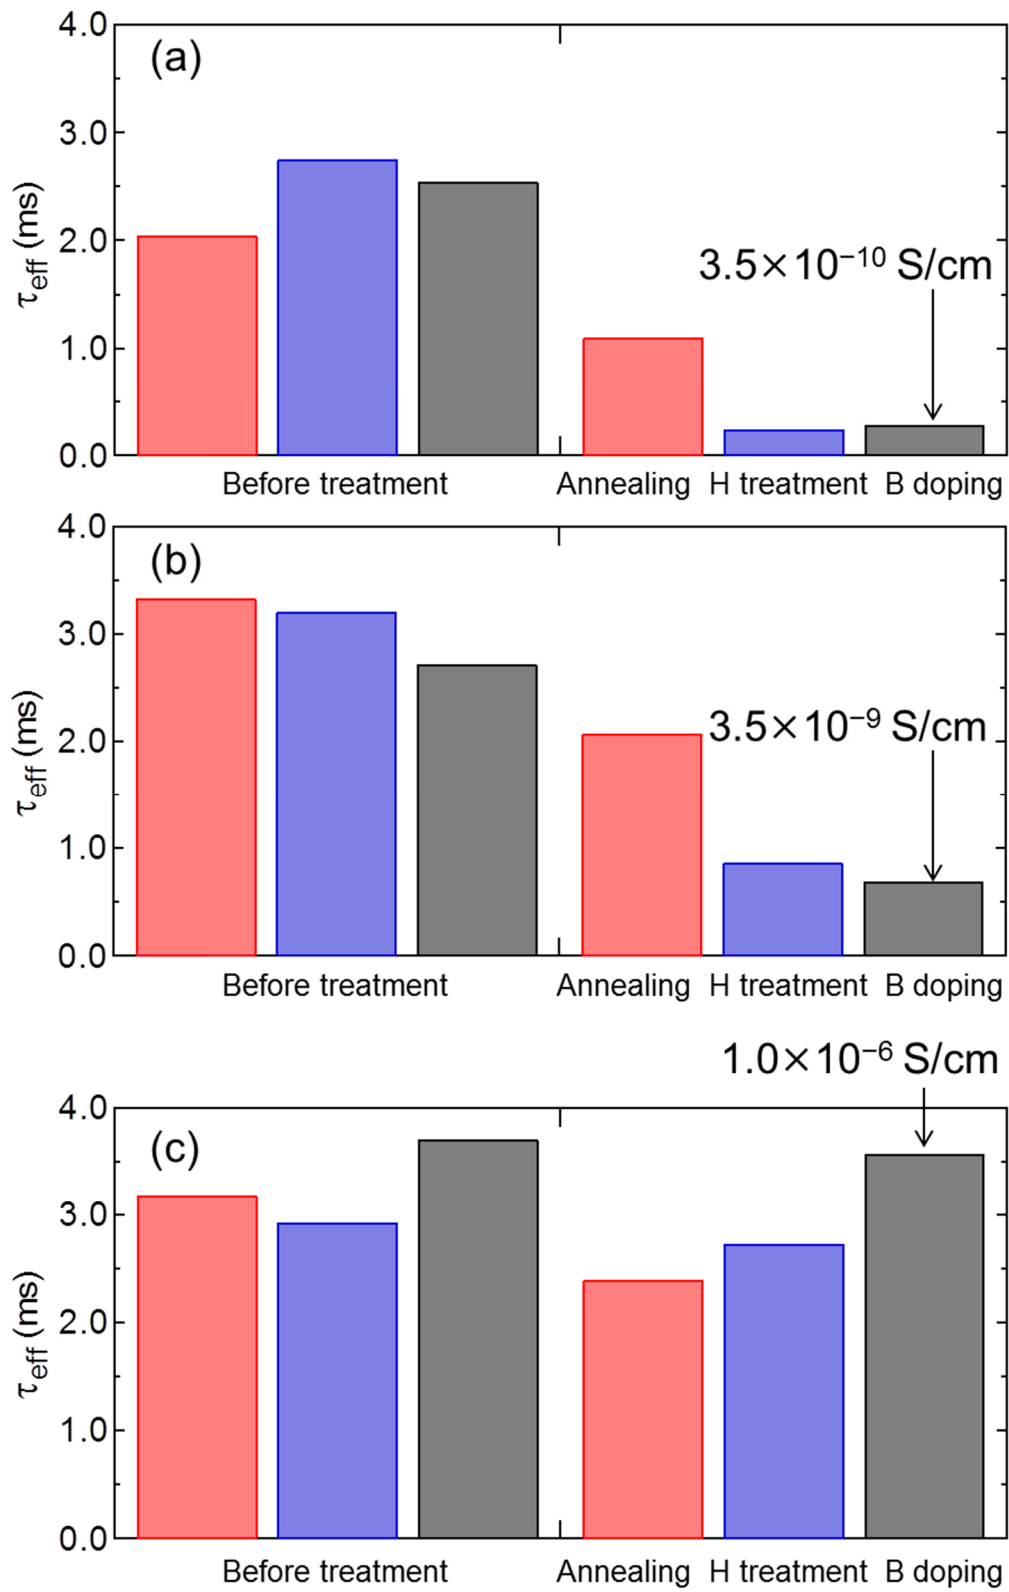 (a)
4.0
3.0
2.0
1.0
0.0
τeff (ms)
3.5×10−10 S/cm
Before treatment Annealing H treatment B doping
(b)
4.0
3.0
2.0
1.0
0.0
τeff (ms)
3.5×10−9 S/cm
Before treatment Annealing H treatment B doping
1.0×10−6 S/cm
(c)
4.0
3.0
2.0
1.0
0.0
τeff (ms)
Before treatment Annealing H treatment B doping